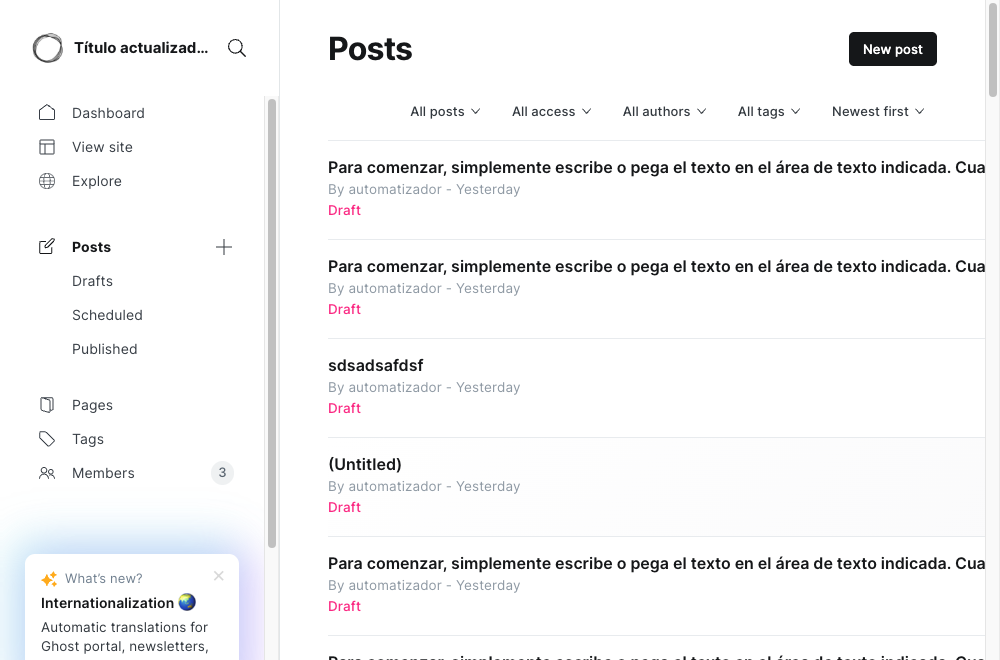 Título actualizad...
Dashboard
View site
Explore
Posts
Drafts
Scheduled
Published
Pages
Tags
Members 3
What's new?
Internationalization
Automatic translations for
Ghost portal, newsletters,
Posts
New post
All posts All access All authors All tags Newest first
Para comenzar, simplemente escribe o pega el texto en el área de texto indicada. Cua
By automatizador - Yesterday
Draft
Para comenzar, simplemente escribe o pega el texto en el área de texto indicada. Cua
By automatizador - Yesterday
Draft
sdsadsafdsf
By automatizador - Yesterday
Draft
(Untitled)
By automatizador - Yesterday
Draft
Para comenzar, simplemente escribe o pega el texto en el área de texto indicada. Cua
By automatizador - Yesterday
Draft